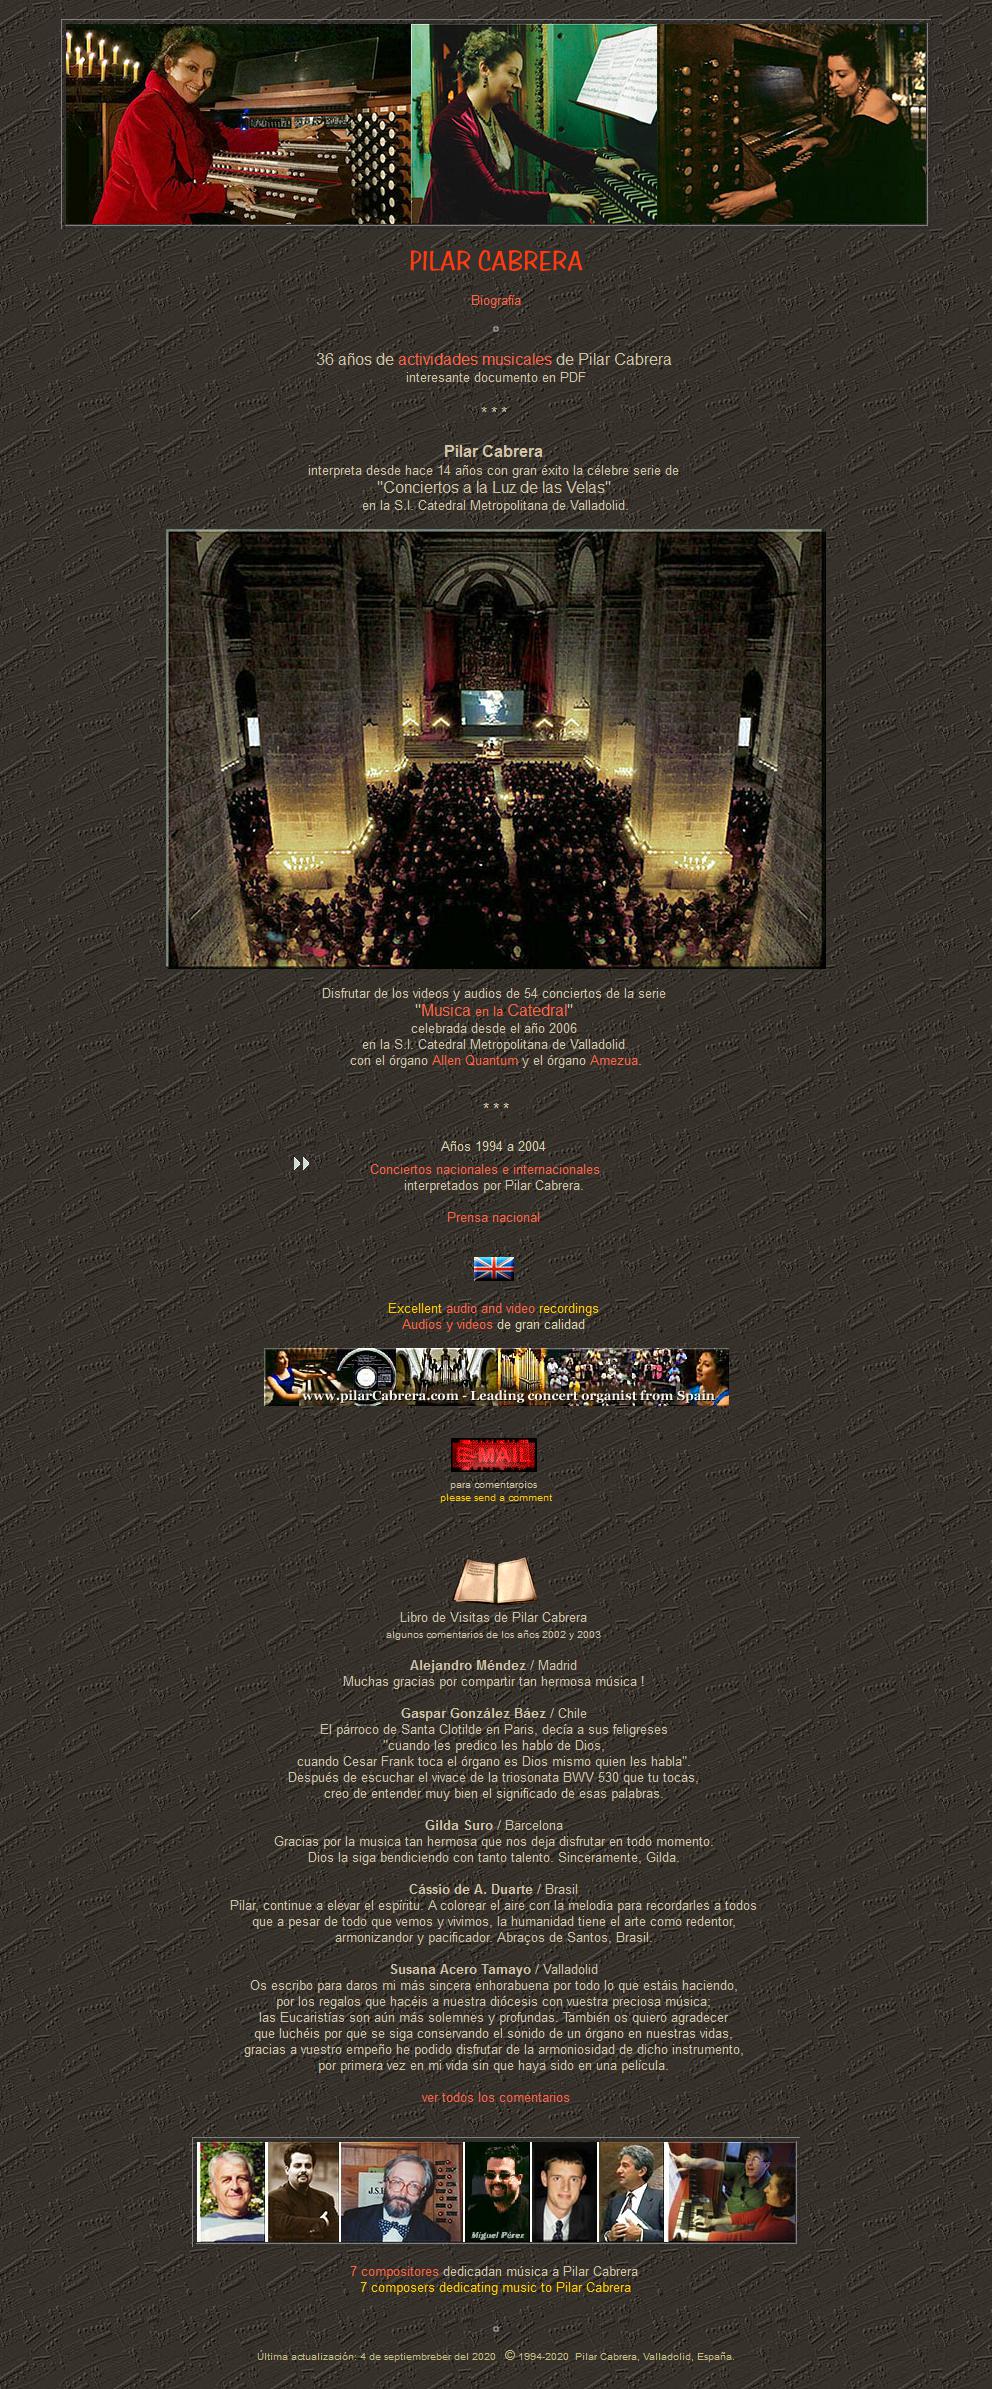 PILAR CABRERA
Biografía
36 años de actividades musicales de Pilar Cabrera
interesante documento en PDF
* * *
Pilar Cabrera
interpreta desde hace 14 años con gran éxito la célebre serie de
"Conciertos a la Luz de las Velas"
en la S.I. Catedral Metropolitana de Valladolid.
Disfrutar de los videos y audios de 54 conciertos de la serie
"Musica en la Catedral"
celebrada desde el año 2006
en la S.I. Catedral Metropolitana de Valladolid
con el órgano Allen Quantum y el órgano Amezua.
* * *
Años 1994 a 2004
Conciertos nacionales e internacionales
interpretados por Pilar Cabrera.
Prensa nacional
Excellent audio and video recordings
Audios y videos de gran calidad
www.pilarCabrera.com - Leading concert organist from Spain
E-MAIL
para comentaroios
please send a comment
Libro de Visitas de Pilar Cabrera
algunos comentarios de los años 2002 y 2003
Alejandro Méndez / Madrid
Muchas gracias por compartir tan hermosa música !
Gaspar González Báez / Chile
El párroco de Santa Clotilde en Paris, decía a sus feligreses
"cuando les predico les hablo de Dios,
cuando Cesar Frank toca el órgano es Dios mismo quien les habla".
Después de escuchar el vivace de la triosonata BWV 530 que tu tocas,
creo de entender muy bien el significado de esas palabras.
Gilda Suro / Barcelona
Gracias por la musica tan hermosa que nos deja disfrutar en todo momento.
Dios la siga bendiciendo con tanto talento. Sinceramente, Gilda.
Cássio de A. Duarte / Brasil
Pilar, continue a elevar el espíritu. A colorear el aire con la melodia para recordarles a todos
que a pesar de todo que vemos y vivimos, la humanidad tiene el arte como redentor,
armonizandor y pacificador. Abraços de Santos, Brasil.
Susana Acero Tamayo / Valladolid
Os escribo para daros mi más sincera enhorabuena por todo lo que estáis haciendo,
por los regalos que hacéis a nuestra diócesis con vuestra preciosa música;
las Eucaristías son aún más solemnes y profundas. También os quiero agradecer
que luchéis por que se siga conservando el sonido de un órgano en nuestras vidas,
gracias a vuestro empeño he podido disfrutar de la armoniosidad de dicho instrumento,
por primera vez en mi vida sin que haya sido en una película.
ver todos los comentarios
J.S.B
Miguel Pérez
7 compositores dedicadan música a Pilar Cabrera
7 composers dedicating music to Pilar Cabrera
Última actualización: 4 de septiembreber del 2020 © 1994-2020 Pilar Cabrera, Valladolid, España.